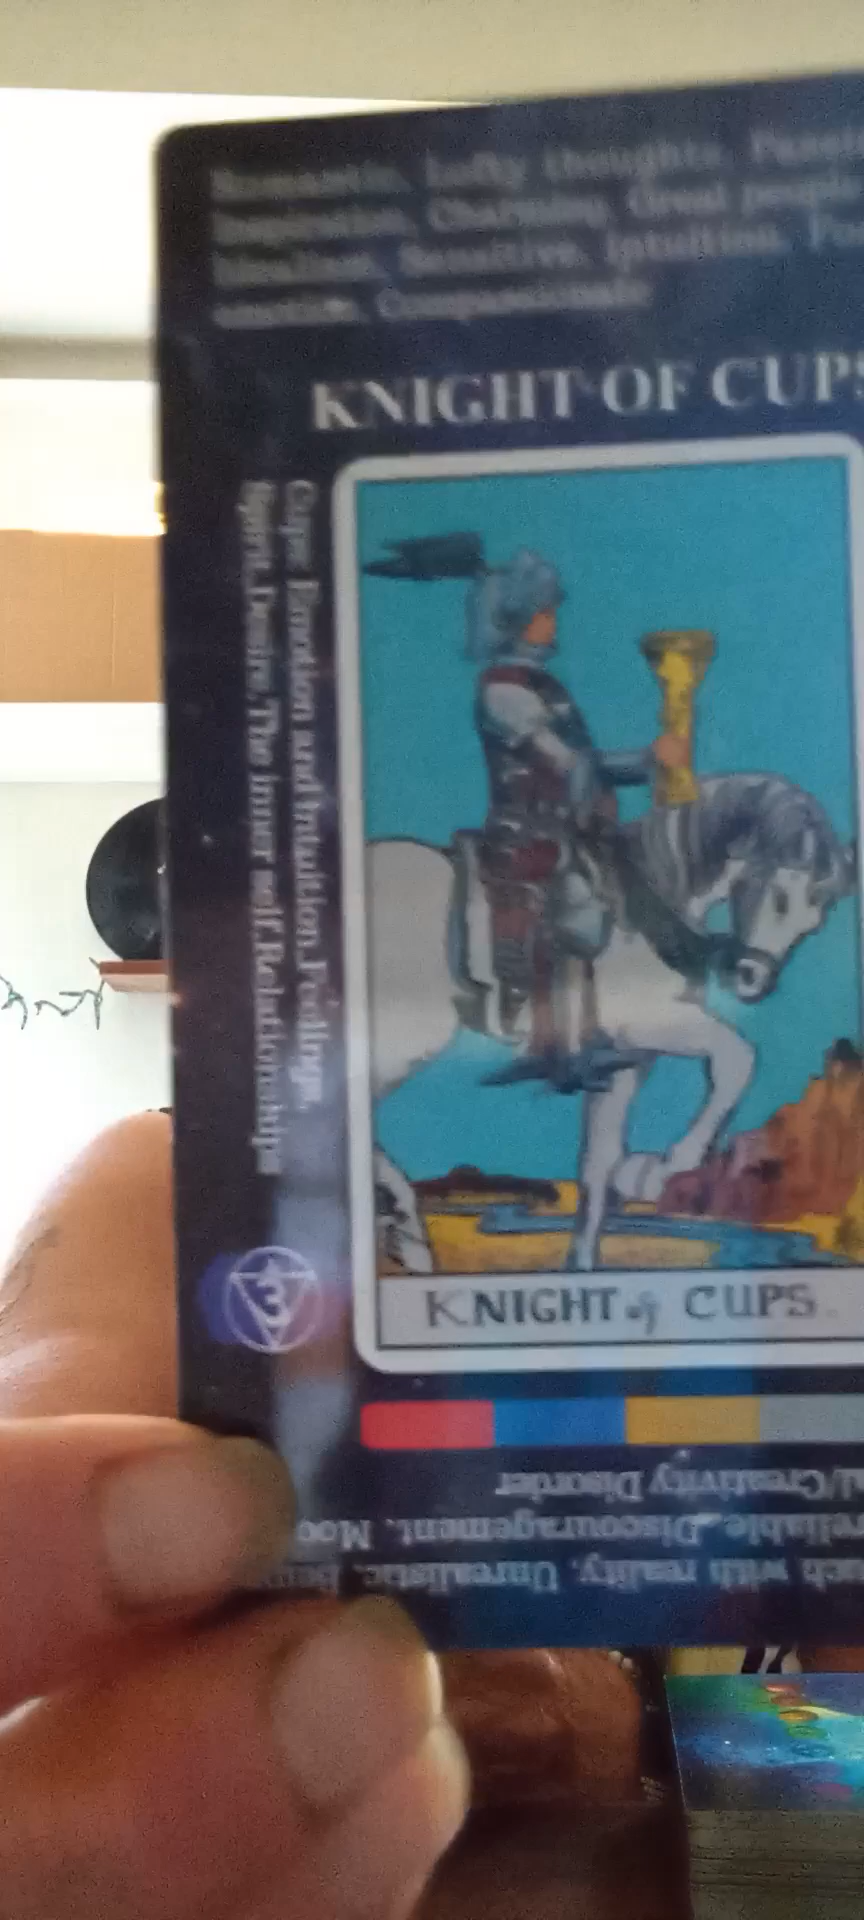 Romantic. Lofty thoughts. Passi
Inspiration. Charming. Great people
Idealism. Sensitive. Intuition. Fo
Compassionate
KNIGHT OF CUPS
Cups: Emotion and Intuition. Feelings.
Spirit. Desire. The inner self. Relationships
3
KNIGHT of CUPS.
uch with reality. Unrealistic.
reliable. Discouragement. Moo
al/Creativity Disorder